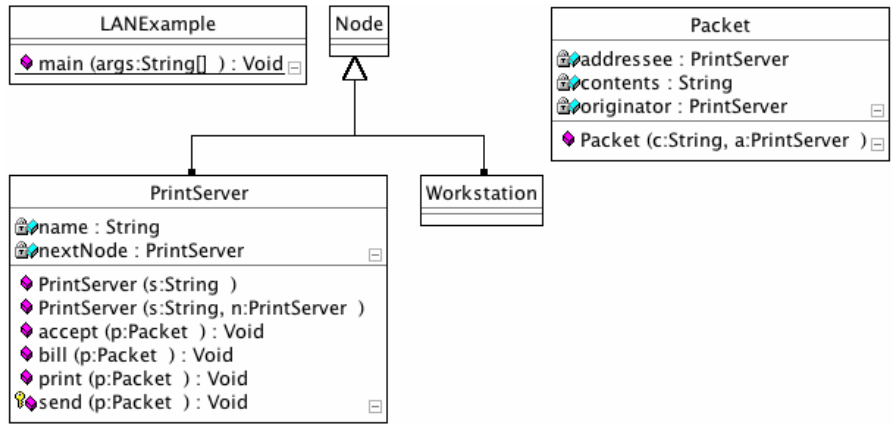 LANExample
main (args:String[] ) : Void
Node
Packet
addressee : PrintServer
contents : String
originator : PrintServer
Packet (c:String, a:PrintServer )
PrintServer
name : String
nextNode : PrintServer
PrintServer (s:String )
PrintServer (s:String, n:PrintServer )
accept (p:Packet ) : Void
bill (p:Packet ) : Void
print (p:Packet ) : Void
send (p:Packet ) : Void
Workstation